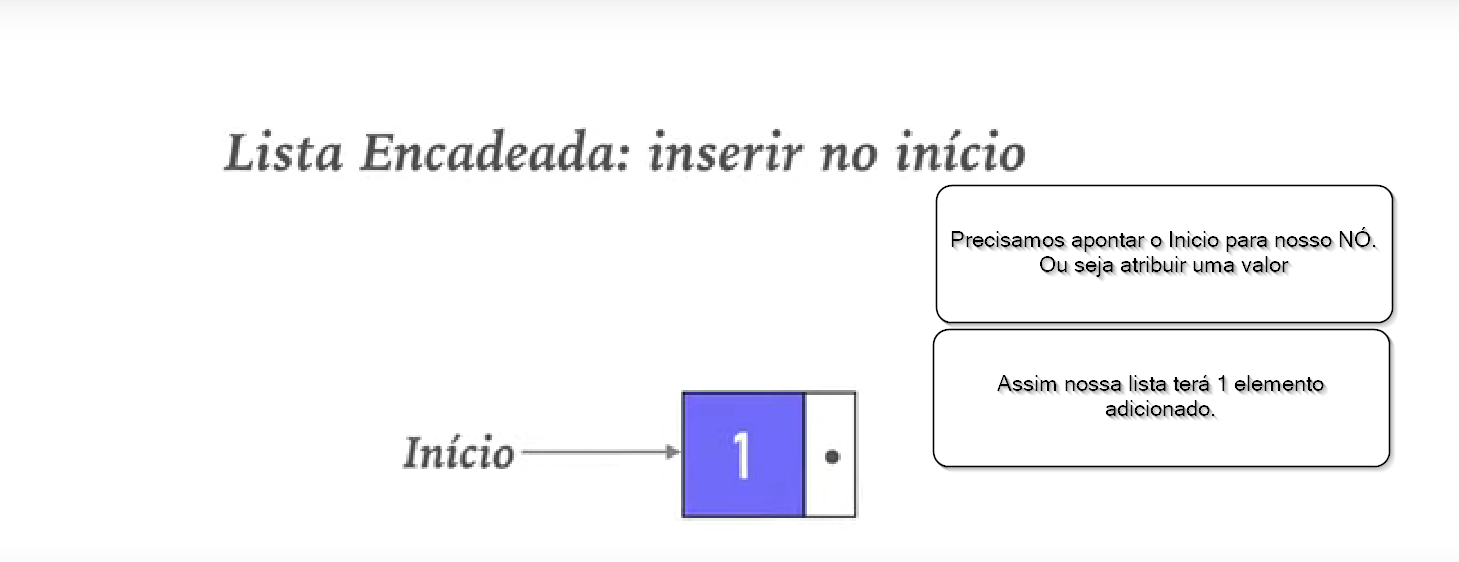 Lista Encadeada: inserir no início
Precisamos apontar o Inicio para nosso NÓ.
Ou seja atribuir uma valor
Assim nossa lista terá 1 elemento
adicionado.
Início
1